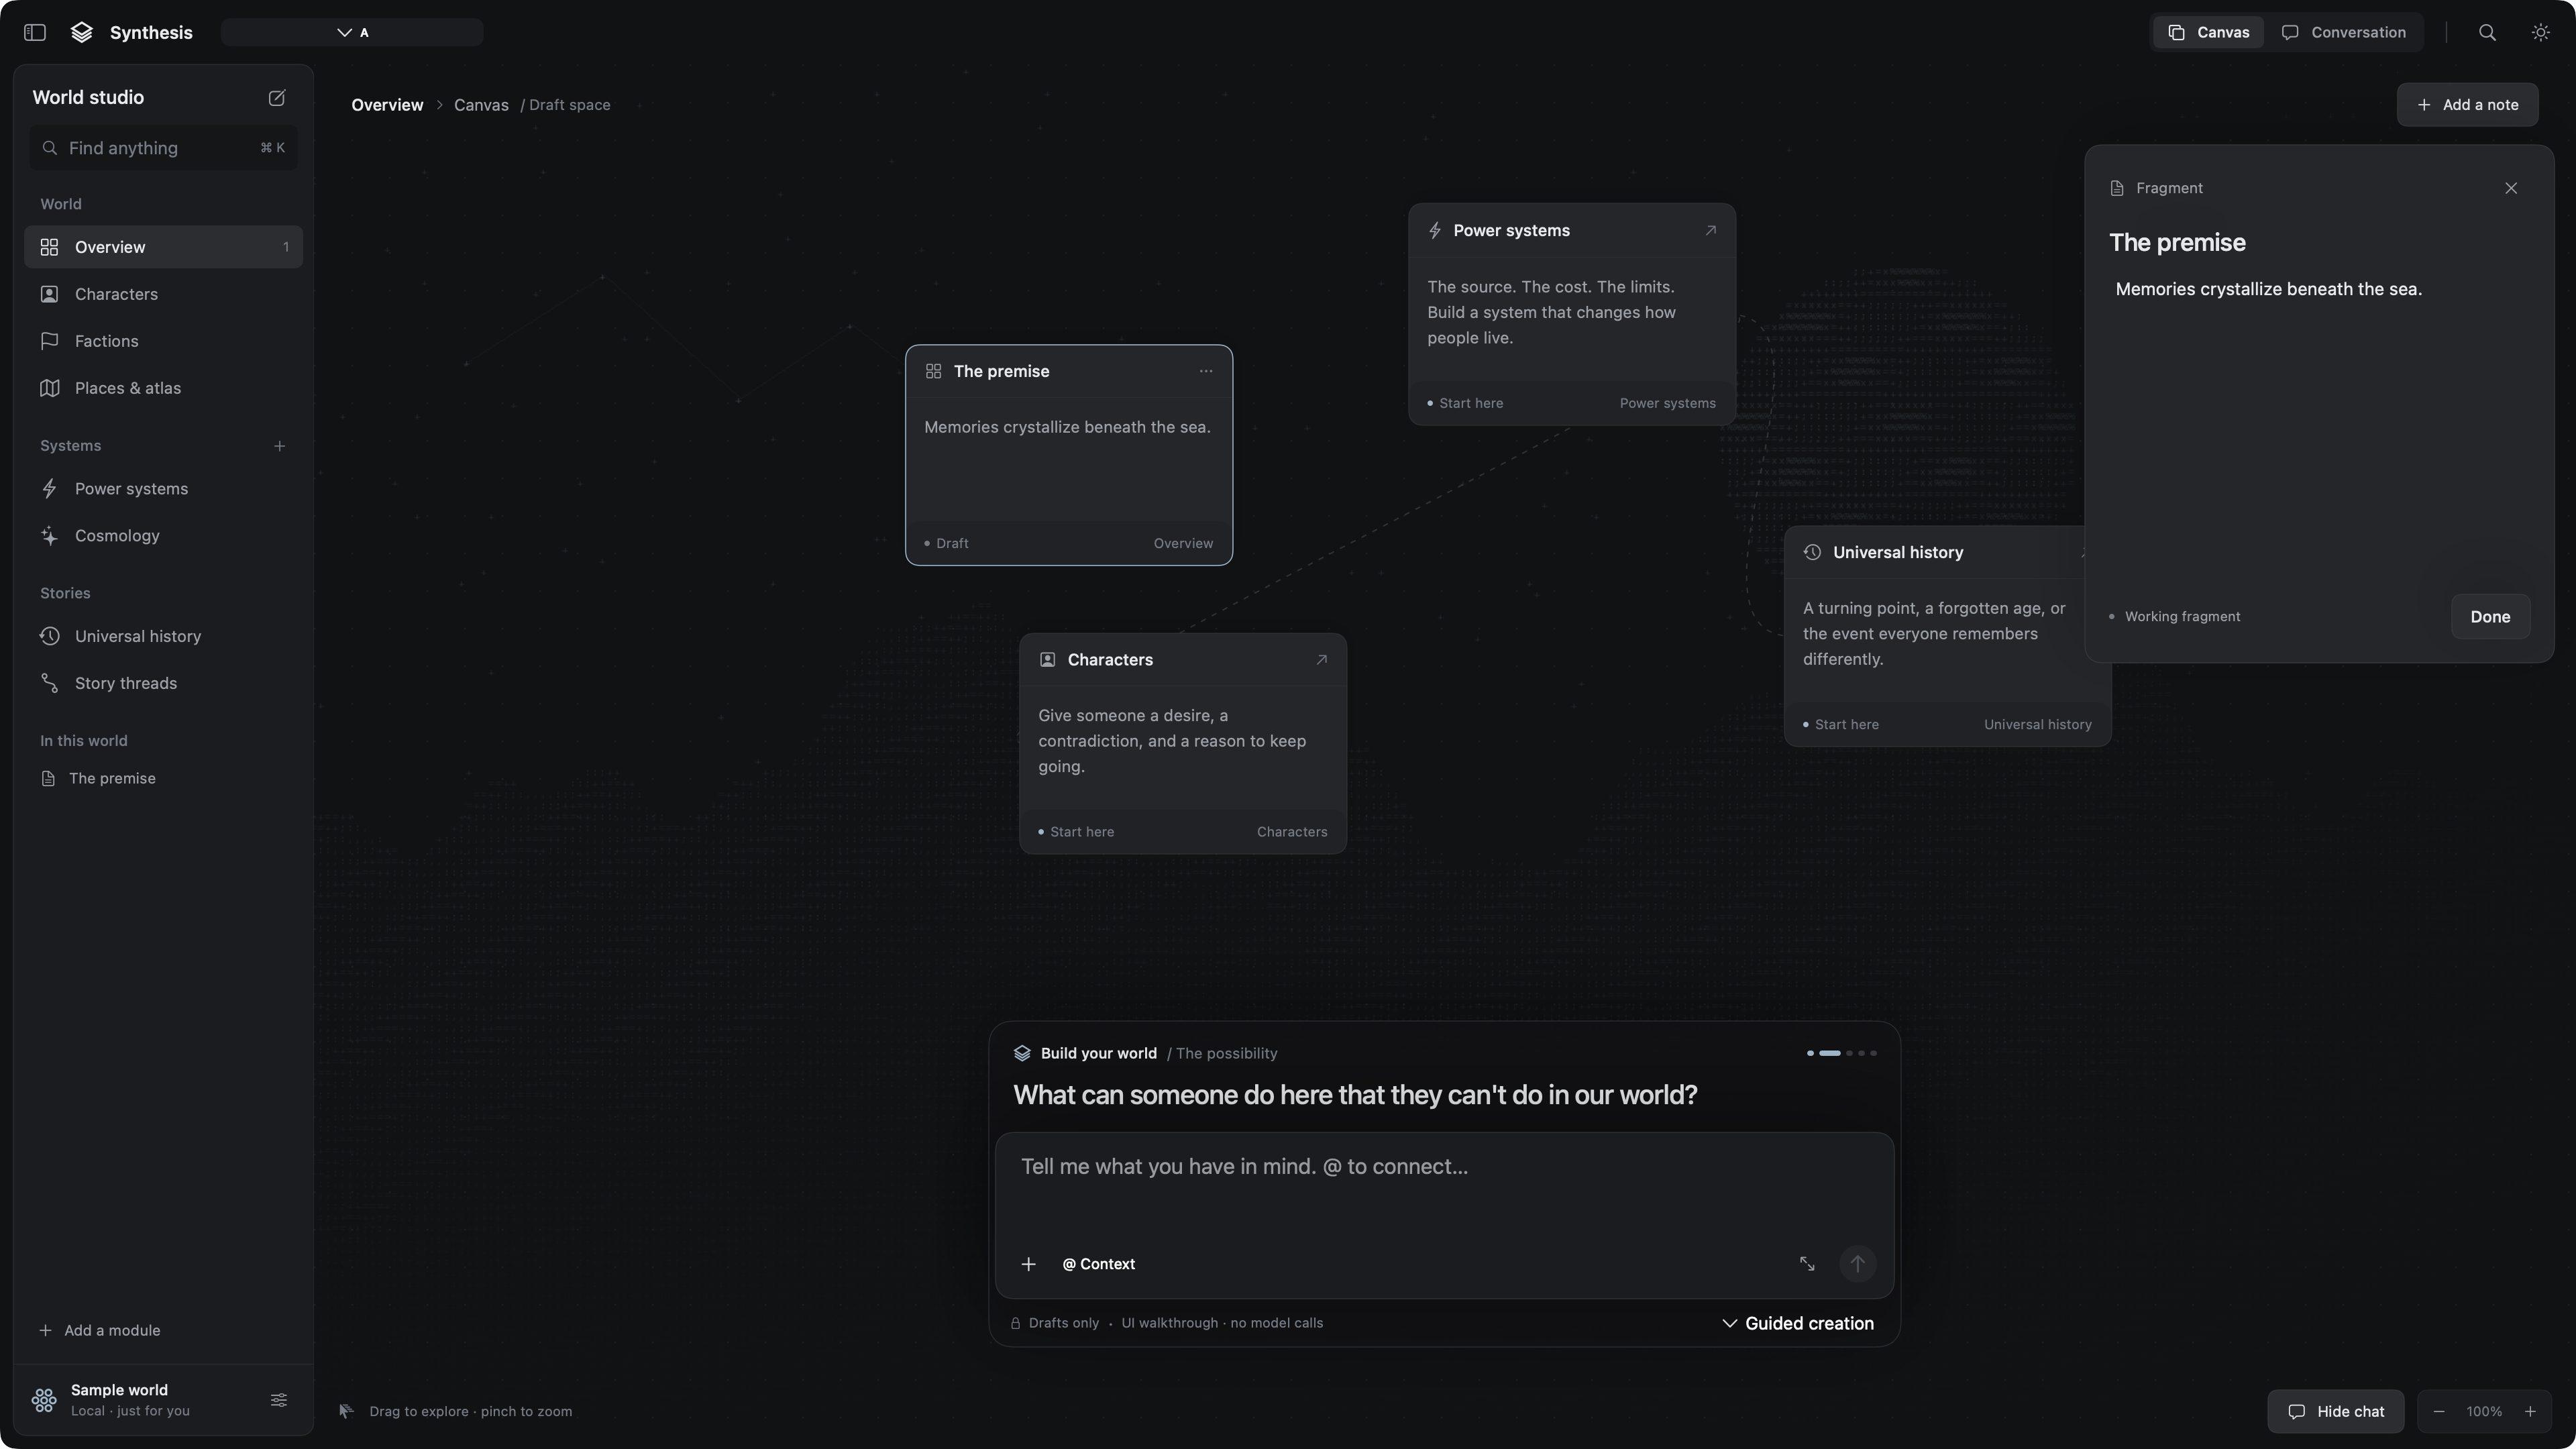 Synthesis
A
Canvas
Conversation
World studio
Find anything
⌘ K
World
Overview
1
Characters
Factions
Places & atlas
Systems
Power systems
Cosmology
Stories
Universal history
Story threads
In this world
The premise
Add a module
Sample world
Local · just for you
Overview > Canvas / Draft space
Add a note
The premise
Memories crystallize beneath the sea.
Draft
Overview
Power systems
The source. The cost. The limits.
Build a system that changes how
people live.
Start here
Power systems
Characters
Give someone a desire, a
contradiction, and a reason to keep
going.
Start here
Characters
Universal history
A turning point, a forgotten age, or
the event everyone remembers
differently.
Start here
Universal history
Fragment
The premise
Memories crystallize beneath the sea.
Working fragment
Done
Build your world / The possibility
What can someone do here that they can't do in our world?
Tell me what you have in mind. @ to connect...
@ Context
Drafts only · UI walkthrough · no model calls
Guided creation
Drag to explore · pinch to zoom
Hide chat
100%